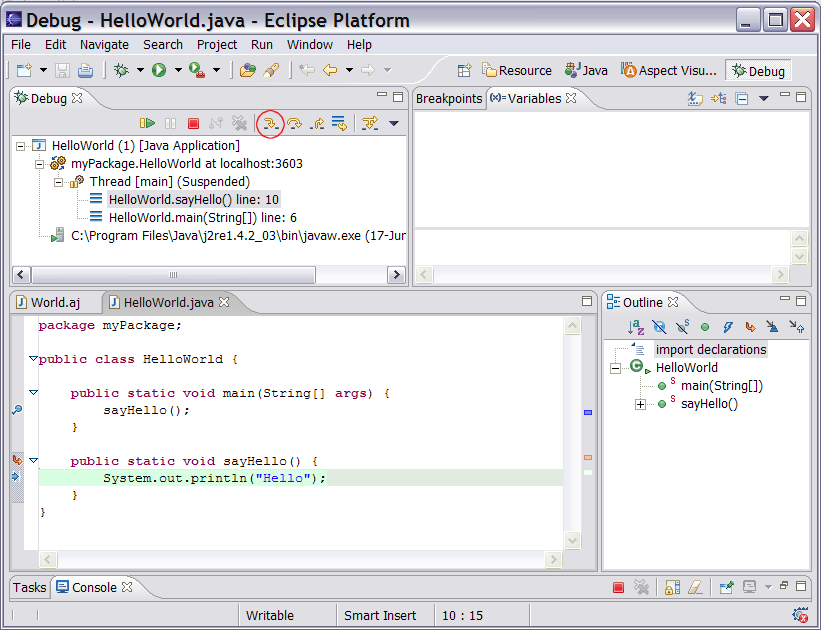 Debug - HelloWorld.java - Eclipse Platform
File Edit Navigate Search Project Run Window Help
Resource Java Aspect Visu... Debug
Debug
HelloWorld (1) [Java Application]
myPackage.HelloWorld at localhost:3603
Thread [main] (Suspended)
HelloWorld.sayHello() line: 10
HelloWorld.main(String[]) line: 6
C:\Program Files\Java\j2re1.4.2_03\bin\javaw.exe (17-Jun
Breakpoints (x)= Variables
World.aj HelloWorld.java
package myPackage;
public class HelloWorld {
public static void main(String[] args) {
sayHello();
}
public static void sayHello() {
System.out.println("Hello");
}
}
Outline
import declarations
HelloWorld
main(String[])
sayHello()
Tasks Console
Writable Smart Insert 10 : 15